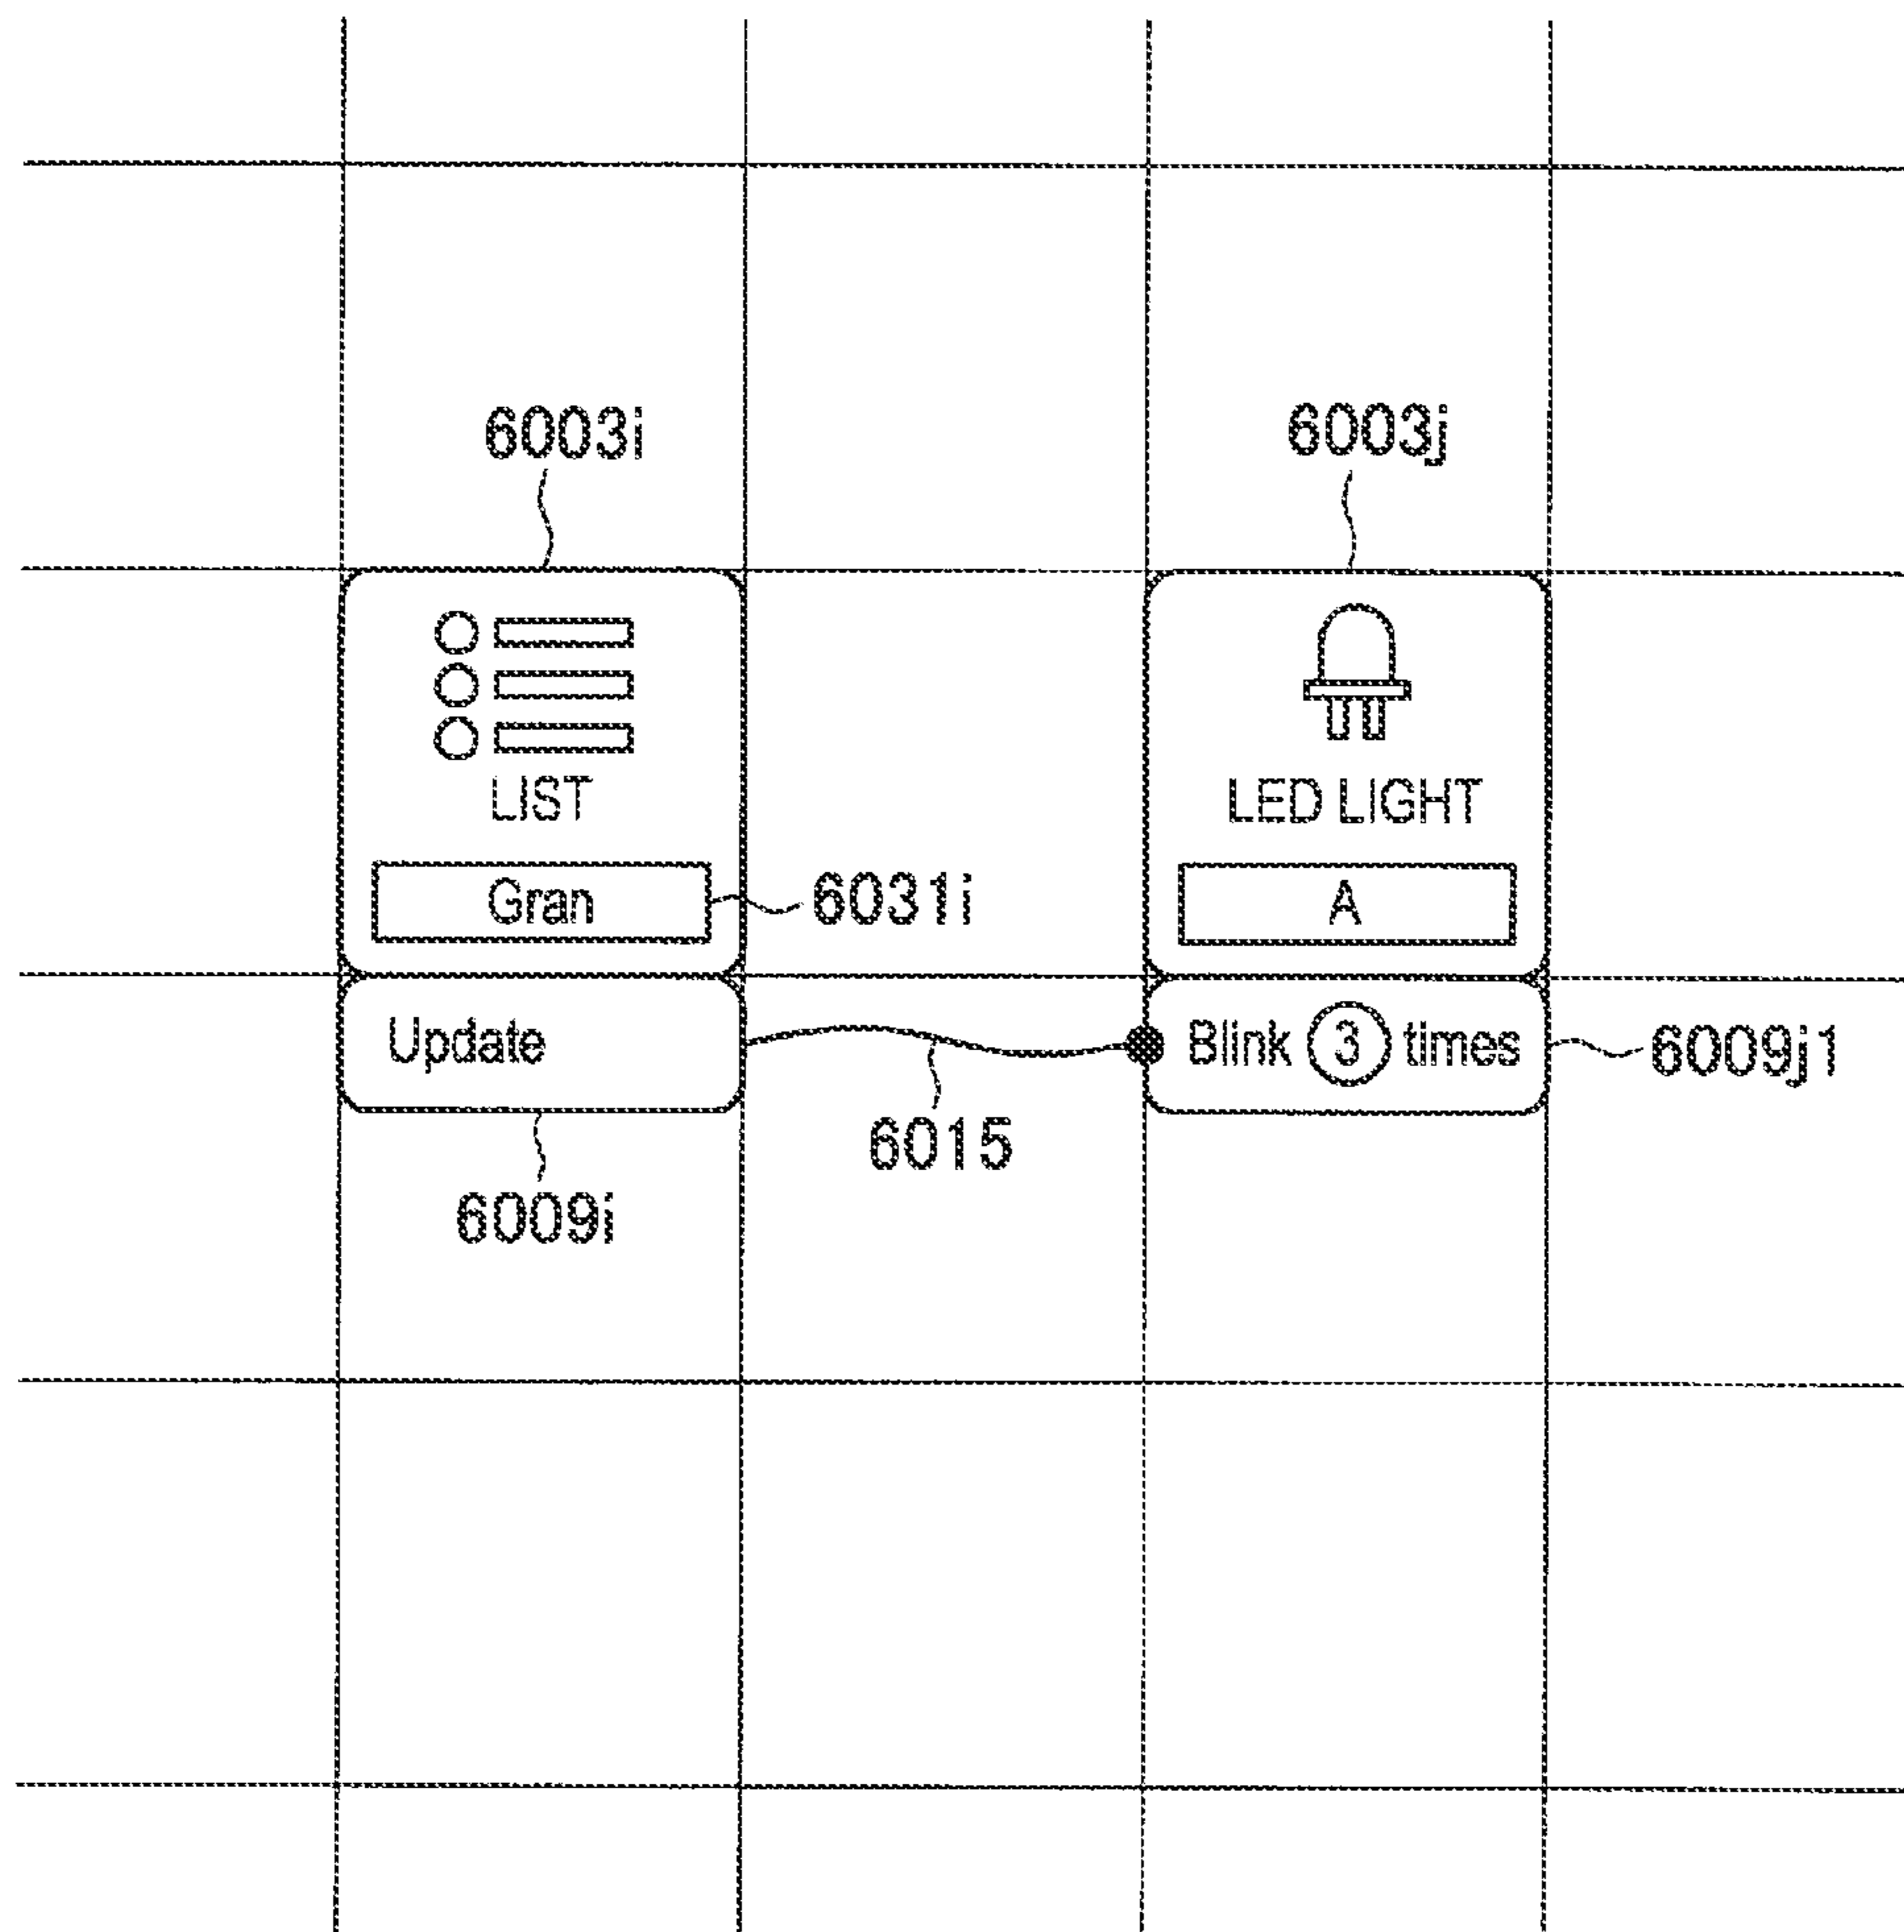 6003i
6003j
LIST
LED LIGHT
Gran
6031i
A
Update
Blink 3 times
6009j1
6015
6009i